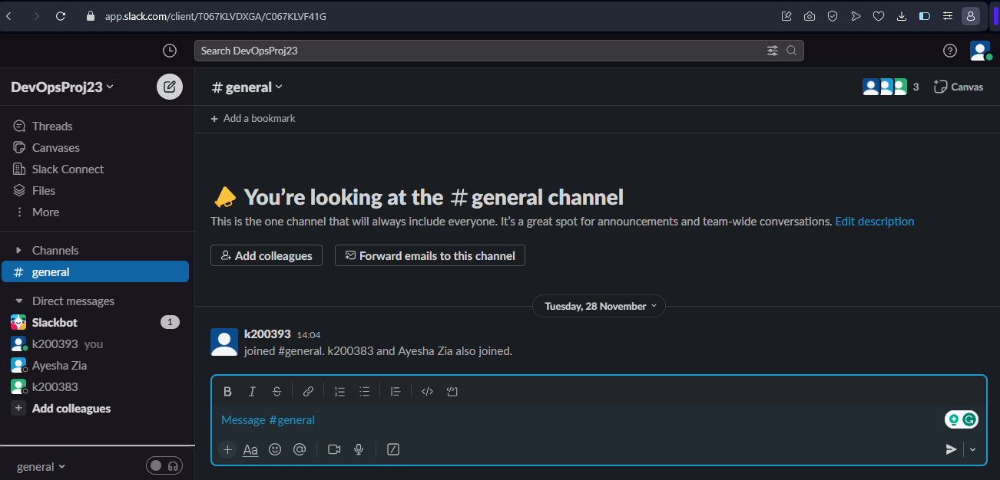 app.slack.com/client/T067KLVDXGA/C067KLVF41G
Search DevOpsProj23
DevOpsProj23
Threads
Canvases
Slack Connect
Files
More
Channels
# general
Direct messages
Slackbot 1
k200393 you
Ayesha Zia
k200383
+ Add colleagues
general
# general
3 Canvas
+ Add a bookmark
You're looking at the # general channel
This is the one channel that will always include everyone. It's a great spot for announcements and team-wide conversations. Edit description
Add colleagues Forward emails to this channel
Tuesday, 28 November
k200393 14:04
joined #general. k200383 and Ayesha Zia also joined.
B I S
Message #general
+ Aa @